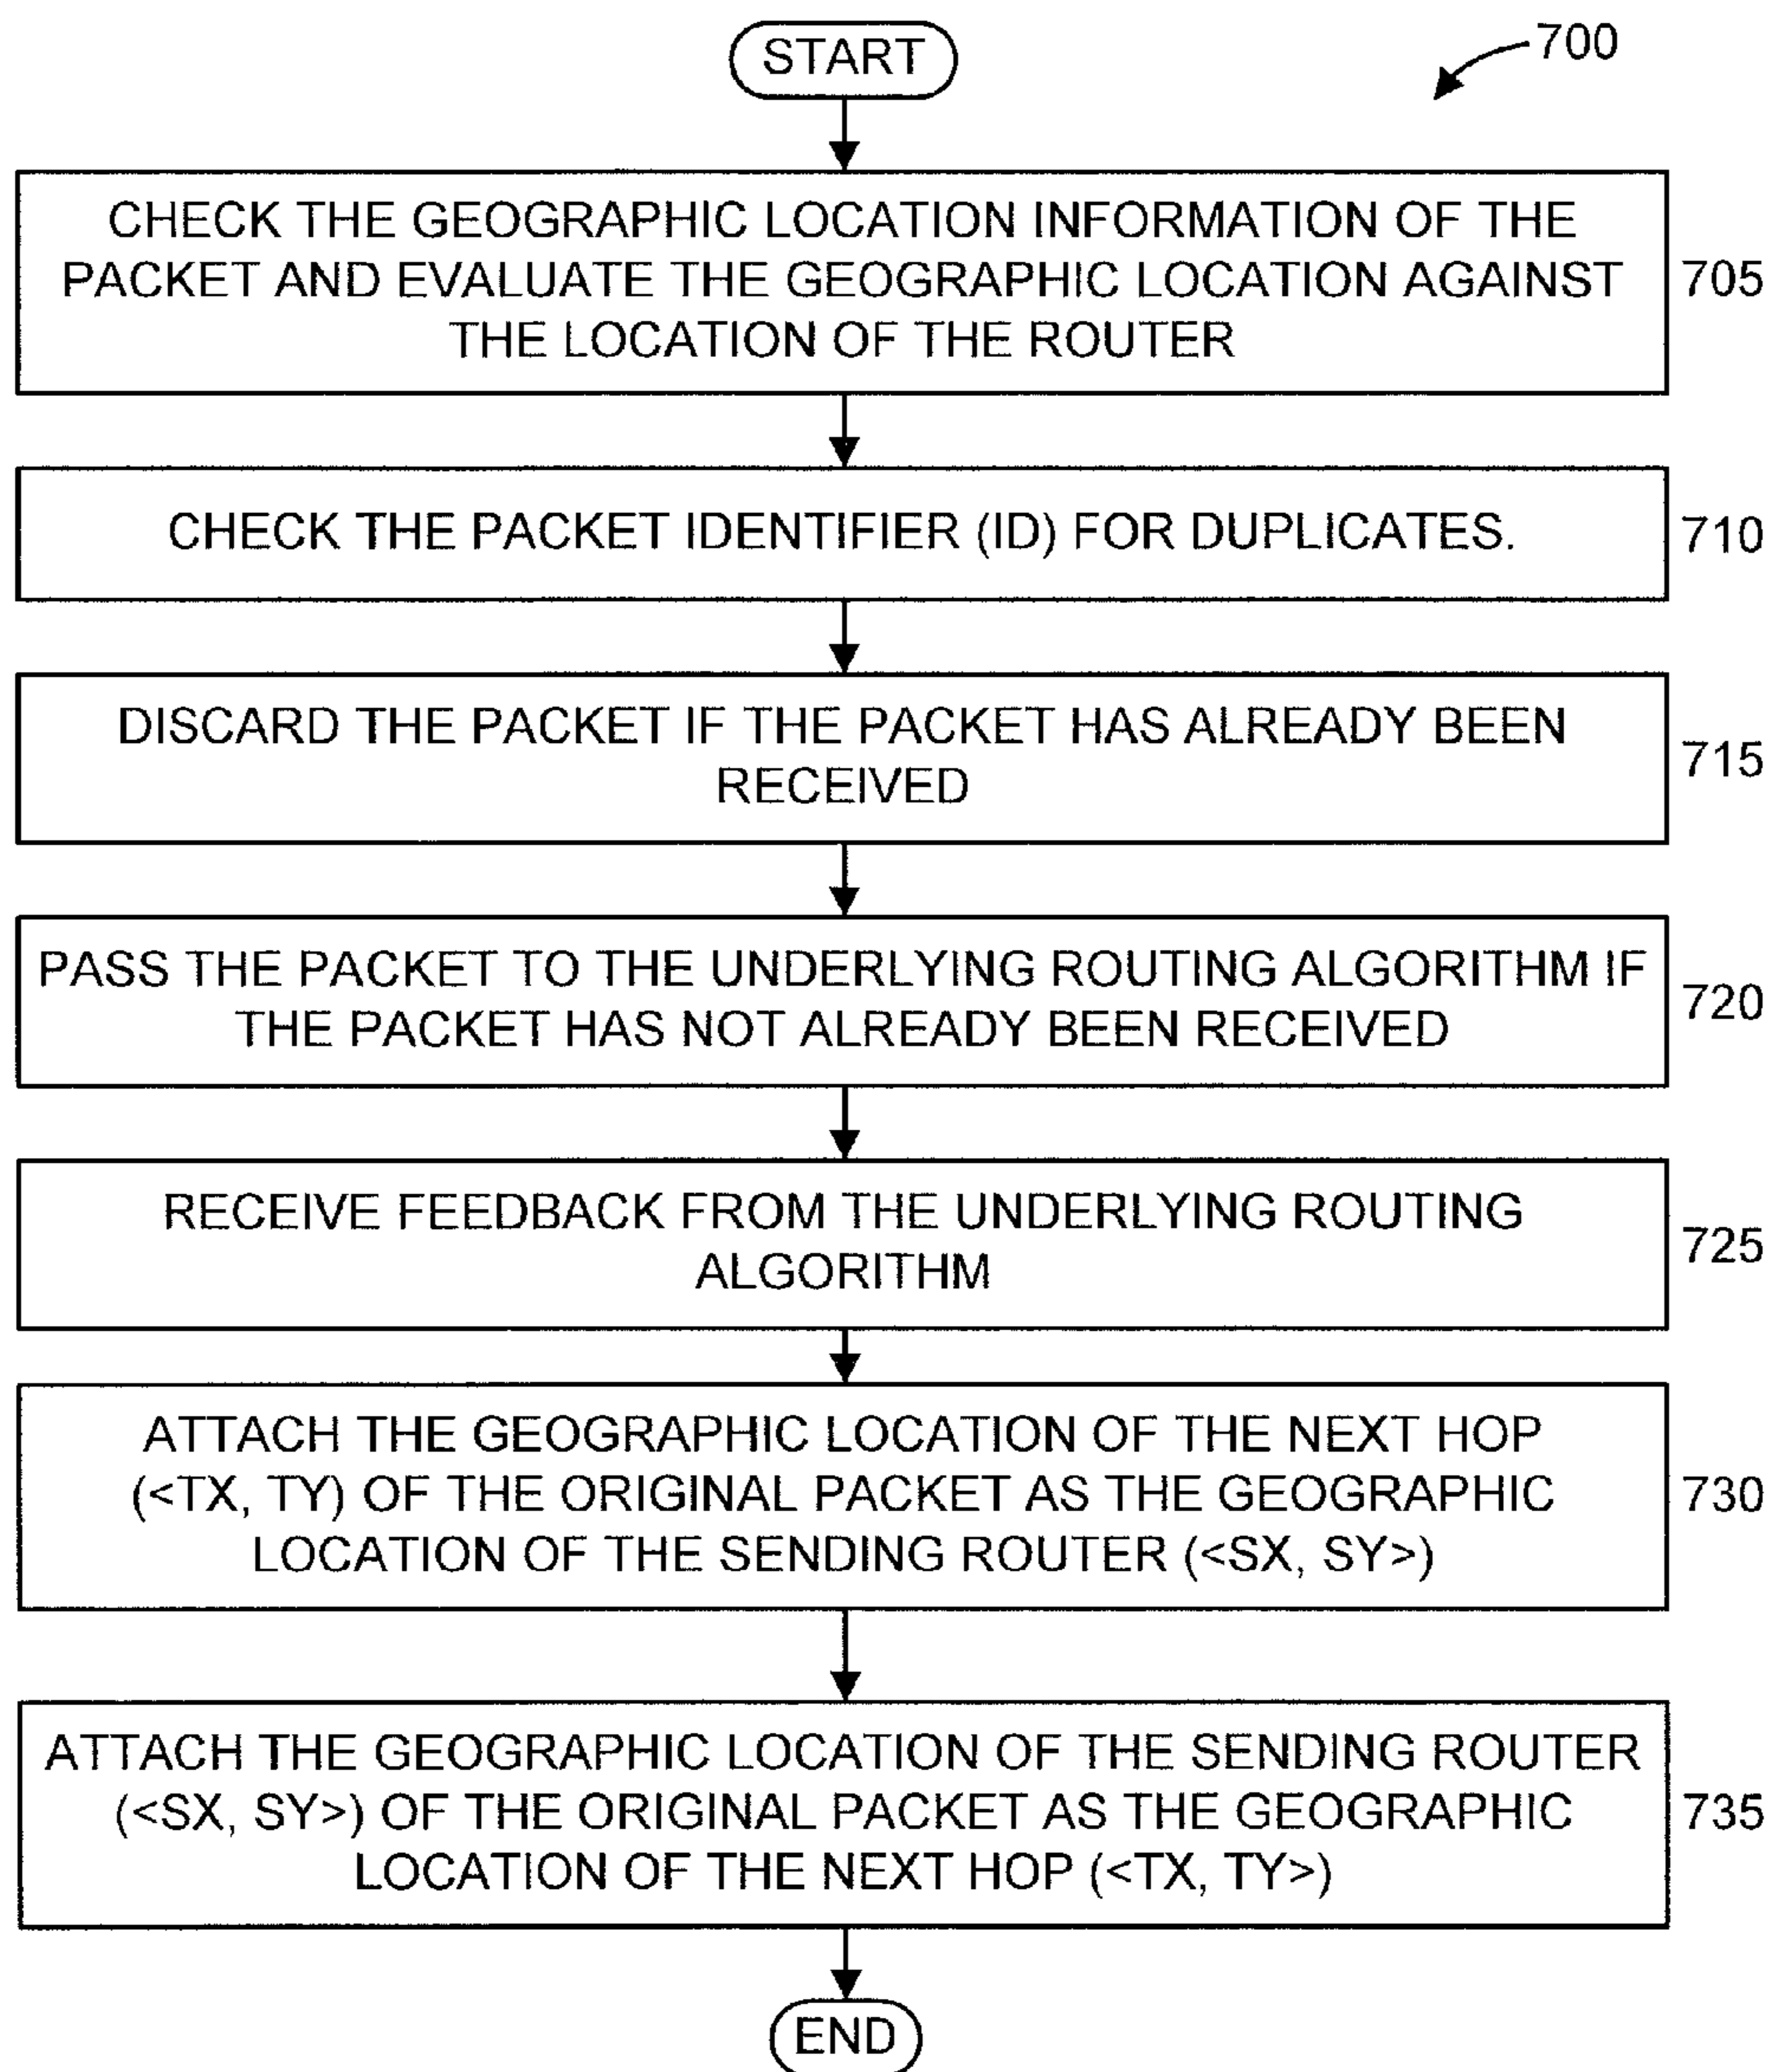 START
700
CHECK THE GEOGRAPHIC LOCATION INFORMATION OF THE
PACKET AND EVALUATE THE GEOGRAPHIC LOCATION AGAINST
THE LOCATION OF THE ROUTER
705
CHECK THE PACKET IDENTIFIER (ID) FOR DUPLICATES.
710
DISCARD THE PACKET IF THE PACKET HAS ALREADY BEEN
RECEIVED
715
PASS THE PACKET TO THE UNDERLYING ROUTING ALGORITHM IF
THE PACKET HAS NOT ALREADY BEEN RECEIVED
720
RECEIVE FEEDBACK FROM THE UNDERLYING ROUTING
ALGORITHM
725
ATTACH THE GEOGRAPHIC LOCATION OF THE NEXT HOP
(<TX, TY) OF THE ORIGINAL PACKET AS THE GEOGRAPHIC
LOCATION OF THE SENDING ROUTER (<SX, SY>)
730
ATTACH THE GEOGRAPHIC LOCATION OF THE SENDING ROUTER
(<SX, SY>) OF THE ORIGINAL PACKET AS THE GEOGRAPHIC
LOCATION OF THE NEXT HOP (<TX, TY>)
735
END